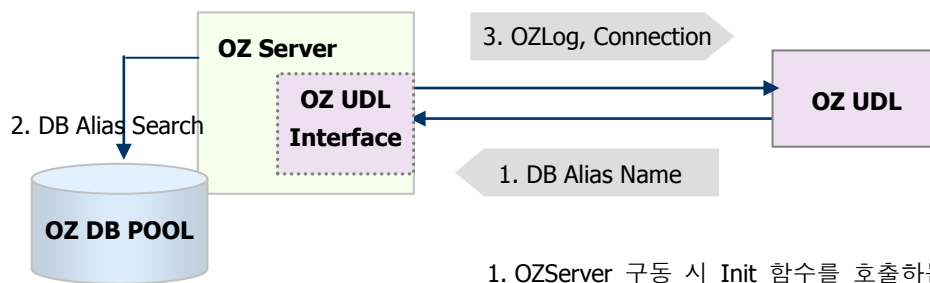 3. OZLog, Connection
OZ Server
OZ UDL
Interface
OZ UDL
2. DB Alias Search
1. DB Alias Name
OZ DB POOL
1. OZServer 구동 시 Init 함수를 호출하는